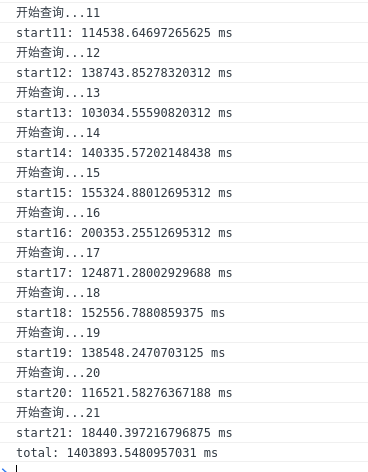 开始查询...11
start11: 114538.64697265625 ms
开始查询...12
start12: 138743.85278320312 ms
开始查询...13
start13: 103034.55590820312 ms
开始查询...14
start14: 140335.57202148438 ms
开始查询...15
start15: 155324.88012695312 ms
开始查询...16
start16: 200353.25512695312 ms
开始查询...17
start17: 124871.28002929688 ms
开始查询...18
start18: 152556.7880859375 ms
开始查询...19
start19: 138548.2470703125 ms
开始查询...20
start20: 116521.58276367188 ms
开始查询...21
start21: 18440.397216796875 ms
total: 1403893.5480957031 ms